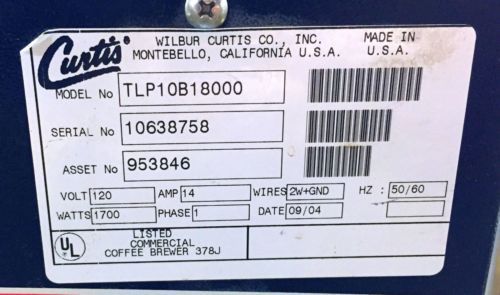 Curtis®
WILBUR CURTIS CO., INC.
MONTEBELLO, CALIFORNIA U.S.A.
MADE IN
U.S.A.
MODEL No TLP10B18000
SERIAL No 10638758
ASSET No 953846
VOLT 120 AMP 14 WIRES 2W+GND HZ : 50/60
WATTS 1700 PHASE 1 DATE 09/04
UL LISTED
COMMERCIAL
COFFEE BREWER 378J